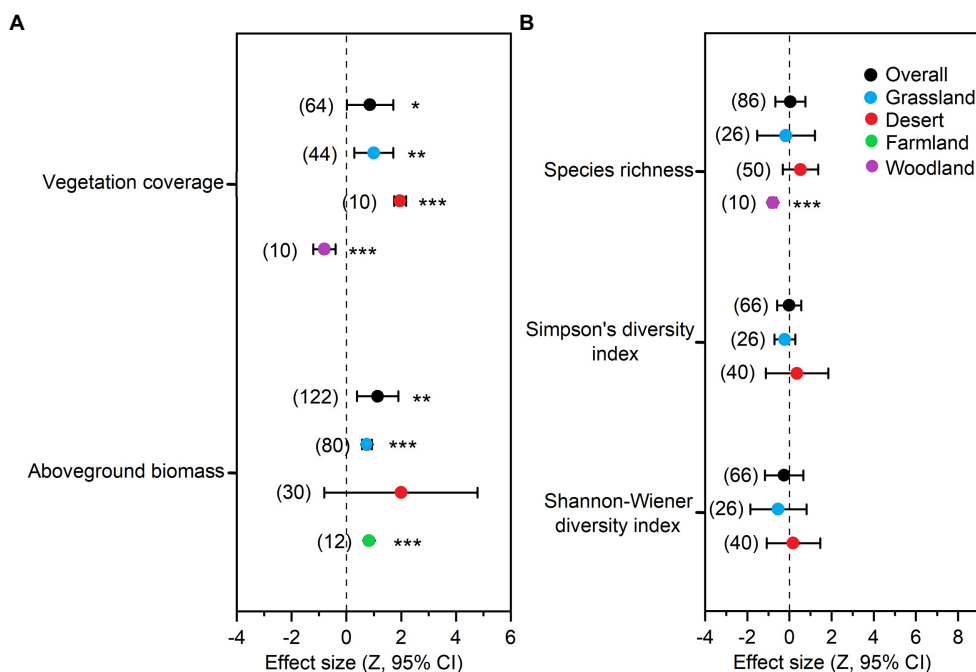 A
Vegetation coverage
(64) *
(44) **
(10) ***
(10) ***
Aboveground biomass
(122) **
(80) ***
(30)
(12) ***
-4 -2 0 2 4 6
Effect size (Z, 95% CI)
B
Overall
Grassland
Desert
Farmland
Woodland
Species richness
(86)
(26)
(50)
(10) ***
Simpson's diversity
index
(66)
(26)
(40)
Shannon-Wiener
diversity index
(66)
(26)
(40)
-4 -2 0 2 4 6 8
Effect size (Z, 95% CI)